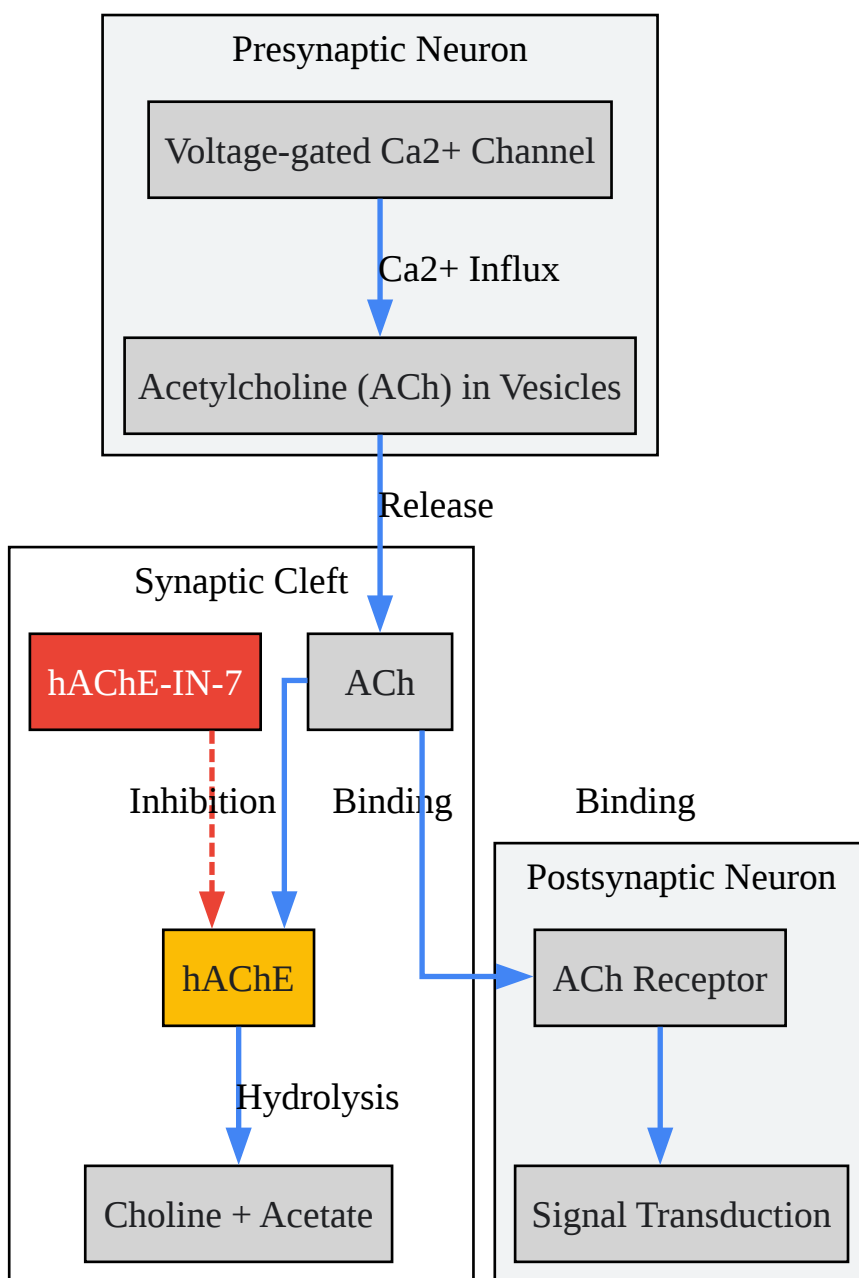 Presynaptic Neuron
Voltage-gated Ca2+ Channel
Ca2+ Influx
Acetylcholine (ACh) in Vesicles
Release
Synaptic Cleft
hAChE-IN-7
ACh
Inhibition
Binding
Binding
Postsynaptic Neuron
hAChE
ACh Receptor
Hydrolysis
Choline + Acetate
Signal Transduction